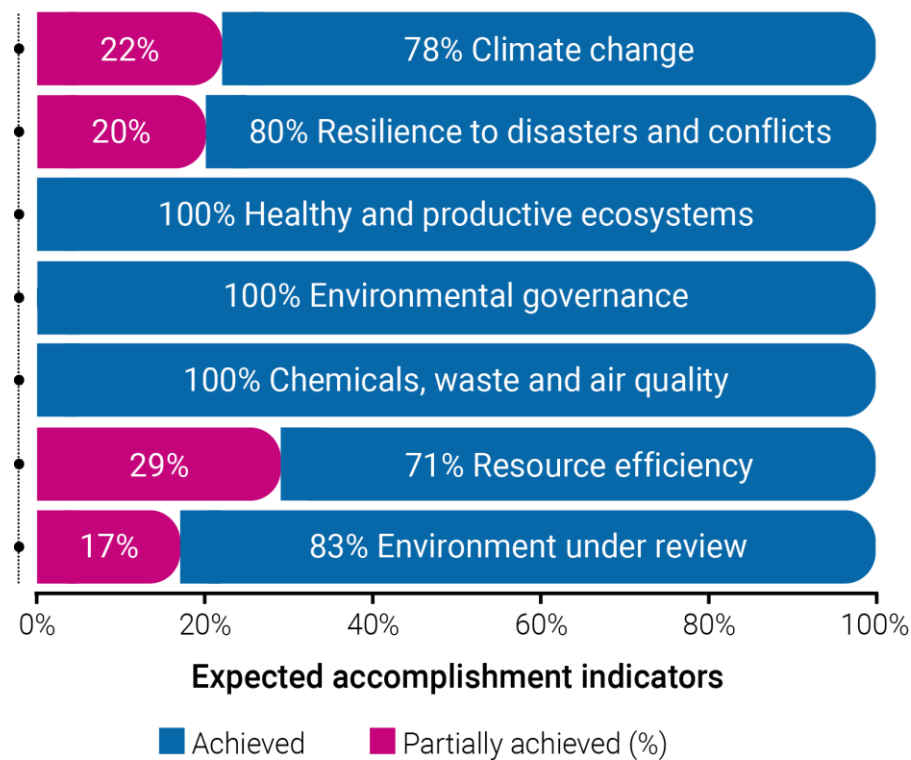 22% 78% Climate change
20% 80% Resilience to disasters and conflicts
100% Healthy and productive ecosystems
100% Environmental governance
100% Chemicals, waste and air quality
29% 71% Resource efficiency
17% 83% Environment under review
0% 20% 40% 60% 80% 100%
Expected accomplishment indicators
Achieved Partially achieved (%)